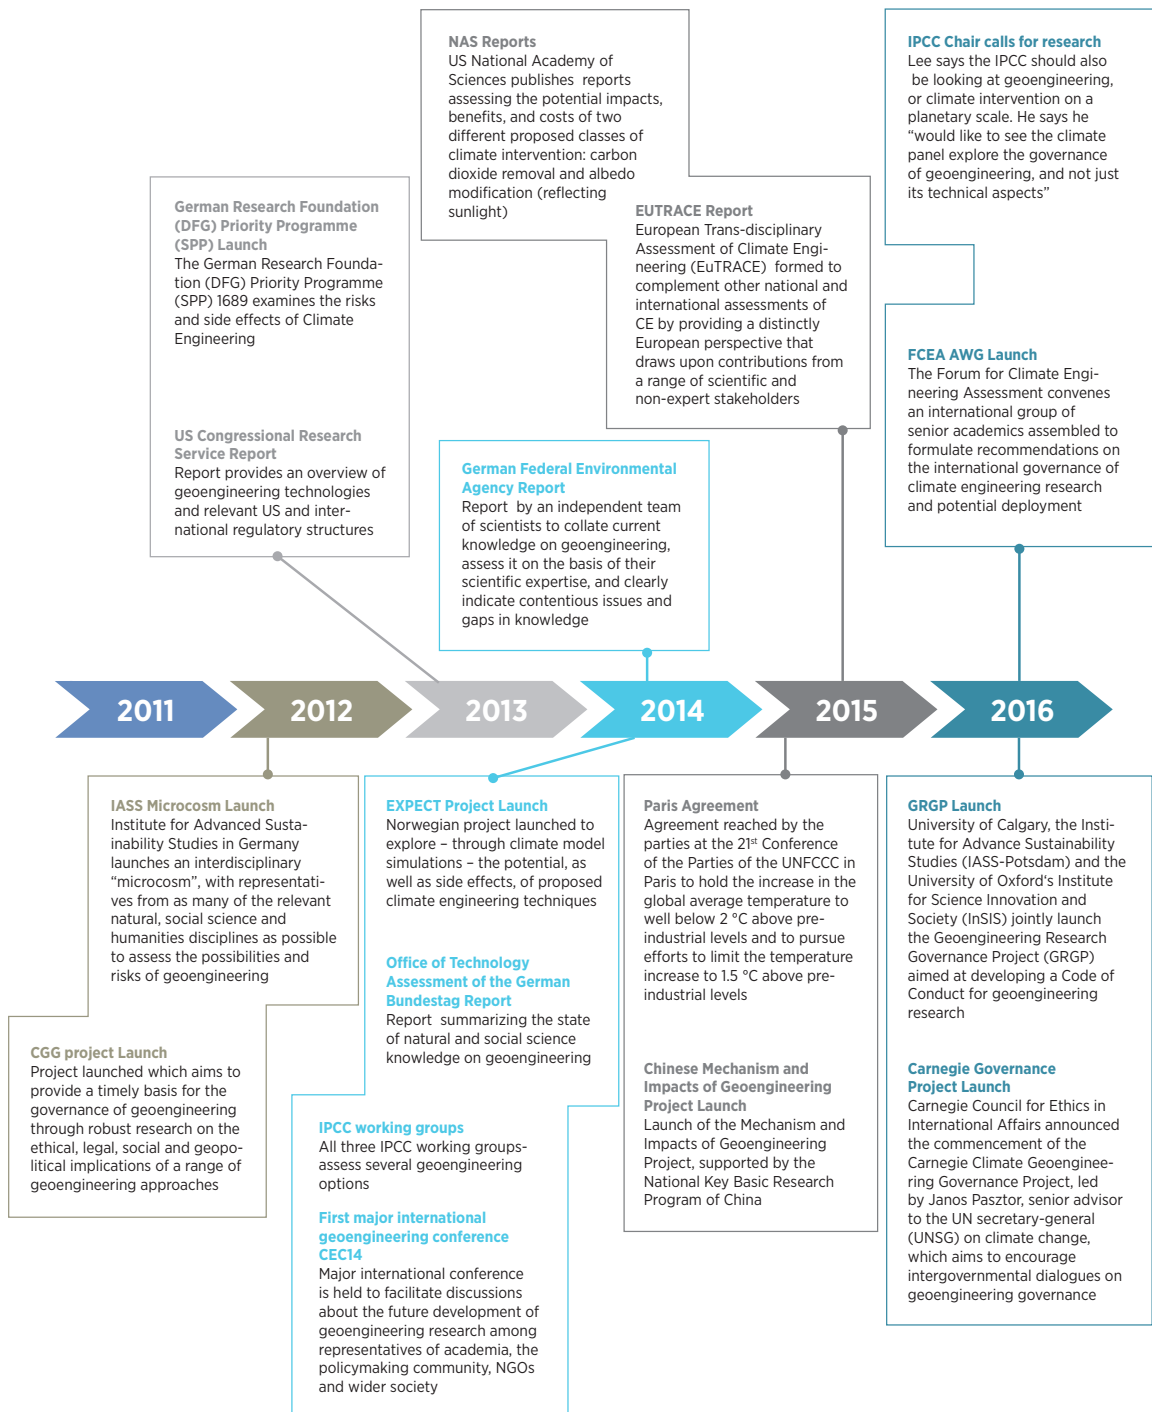 NAS Reports
US National Academy of
Sciences publishes reports
assessing the potential impacts,
benefits, and costs of two
different proposed classes of
climate intervention: carbon
dioxide removal and albedo
modification (reflecting
sunlight)
IPCC Chair calls for research
Lee says the IPCC should also
be looking at geoengineering,
or climate intervention on a
planetary scale. He says he
“would like to see the climate
panel explore the governance
of geoengineering, and not just
its technical aspects”
German Research Foundation
(DFG) Priority Programme
(SPP) Launch
The German Research Founda-
tion (DFG) Priority Programme
(SPP) 1689 examines the risks
and side effects of Climate
Engineering
EUTRACE Report
European Trans-disciplinary
Assessment of Climate Engi-
neering (EuTRACE) formed to
complement other national and
international assessments of
CE by providing a distinctly
European perspective that
draws upon contributions from
a range of scientific and
non-expert stakeholders
FCEA AWG Launch
The Forum for Climate Engi-
neering Assessment convenes
an international group of
senior academics assembled to
formulate recommendations on
the international governance of
climate engineering research
and potential deployment
US Congressional Research
Service Report
Report provides an overview of
geoengineering technologies
and relevant US and inter-
national regulatory structures
German Federal Environmental
Agency Report
Report by an independent team
of scientists to collate current
knowledge on geoengineering,
assess it on the basis of their
scientific expertise, and clearly
indicate contentious issues and
gaps in knowledge
2011
2012
2013
2014
2015
2016
IASS Microcosm Launch
Institute for Advanced Susta-
inability Studies in Germany
launches an interdisciplinary
“microcosm”, with representati-
ves from as many of the relevant
natural, social science and
humanities disciplines as possible
to assess the possibilities and
risks of geoengineering
CGG project Launch
Project launched which aims to
provide a timely basis for the
governance of geoengineering
through robust research on the
ethical, legal, social and geopo-
litical implications of a range of
geoengineering approaches
EXPECT Project Launch
Norwegian project launched to
explore – through climate model
simulations – the potential, as
well as side effects, of proposed
climate engineering techniques
Office of Technology
Assessment of the German
Bundestag Report
Report summarizing the state
of natural and social science
knowledge on geoengineering
IPCC working groups
All three IPCC working groups-
assess several geoengineering
options
First major international
geoengineering conference
CEC14
Major international conference
is held to facilitate discussions
about the future development of
geoengineering research among
representatives of academia, the
policymaking community, NGOs
and wider society
Paris Agreement
Agreement reached by the
parties at the 21st Conference
of the Parties of the UNFCCC in
Paris to hold the increase in the
global average temperature to
well below 2 °C above pre-
industrial levels and to pursue
efforts to limit the temperature
increase to 1.5 °C above pre-
industrial levels
Chinese Mechanism and
Impacts of Geoengineering
Project Launch
Launch of the Mechanism and
Impacts of Geoengineering
Project, supported by the
National Key Basic Research
Program of China
GRGP Launch
University of Calgary, the Insti-
tute for Advance Sustainability
Studies (IASS-Potsdam) and the
University of Oxford‘s Institute
for Science Innovation and
Society (InSIS) jointly launch
the Geoengineering Research
Governance Project (GRGP)
aimed at developing a Code of
Conduct for geoengineering
research
Carnegie Governance
Project Launch
Carnegie Council for Ethics in
International Affairs announced
the commencement of the
Carnegie Climate Geoenginee-
ring Governance Project, led
by Janos Pasztor, senior advisor
to the UN secretary-general
(UNSG) on climate change,
which aims to encourage
intergovernmental dialogues on
geoengineering governance